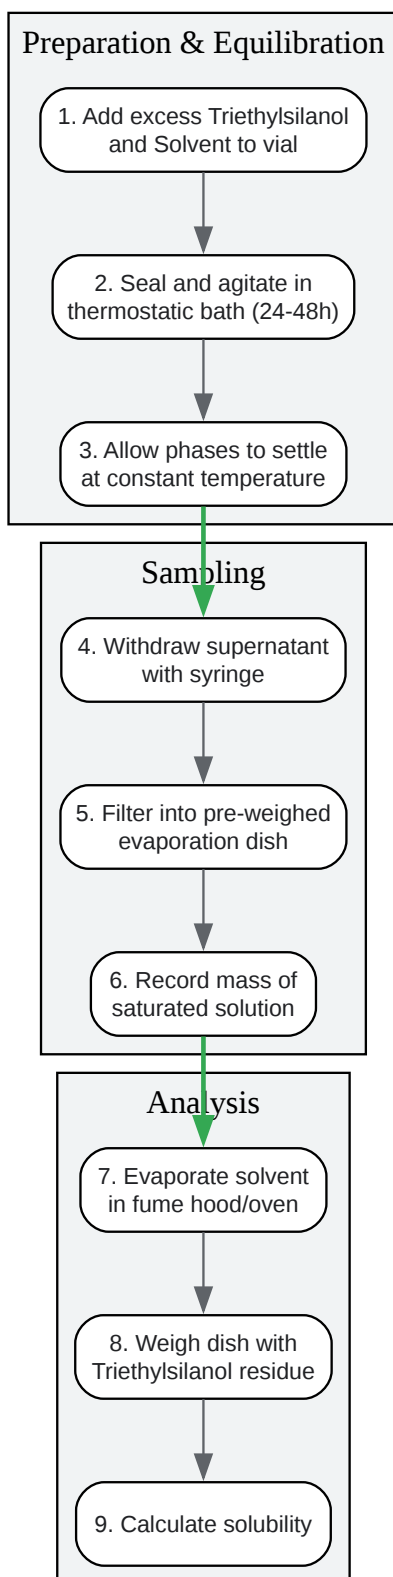 Preparation & Equilibration
1. Add excess Triethylsilanol
and Solvent to vial
2. Seal and agitate in
thermostatic bath (24-48h)
3. Allow phases to settle
at constant temperature
Sampling
4. Withdraw supernatant
with syringe
5. Filter into pre-weighed
evaporation dish
6. Record mass of
saturated solution
Analysis
7. Evaporate solvent
in fume hood/oven
8. Weigh dish with
Triethylsilanol residue
9. Calculate solubility